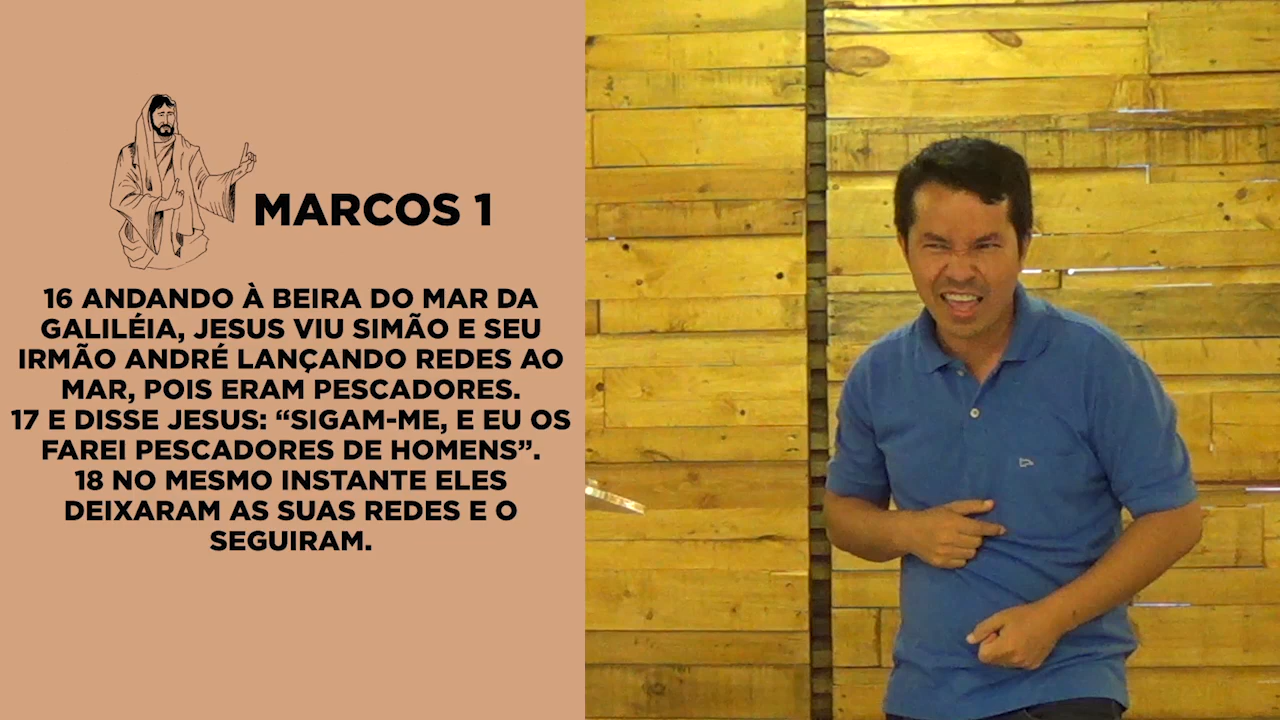 MARCOS 1
16 ANDANDO À BEIRA DO MAR DA
GALILÉIA, JESUS VIU SIMÃO E SEU
IRMÃO ANDRÉ LANÇANDO REDES AO
MAR, POIS ERAM PESCADORES.
17 E DISSE JESUS: “SIGAM-ME, E EU OS
FAREI PESCADORES DE HOMENS”.
18 NO MESMO INSTANTE ELES
DEIXARAM AS SUAS REDES E O
SEGUIRAM.